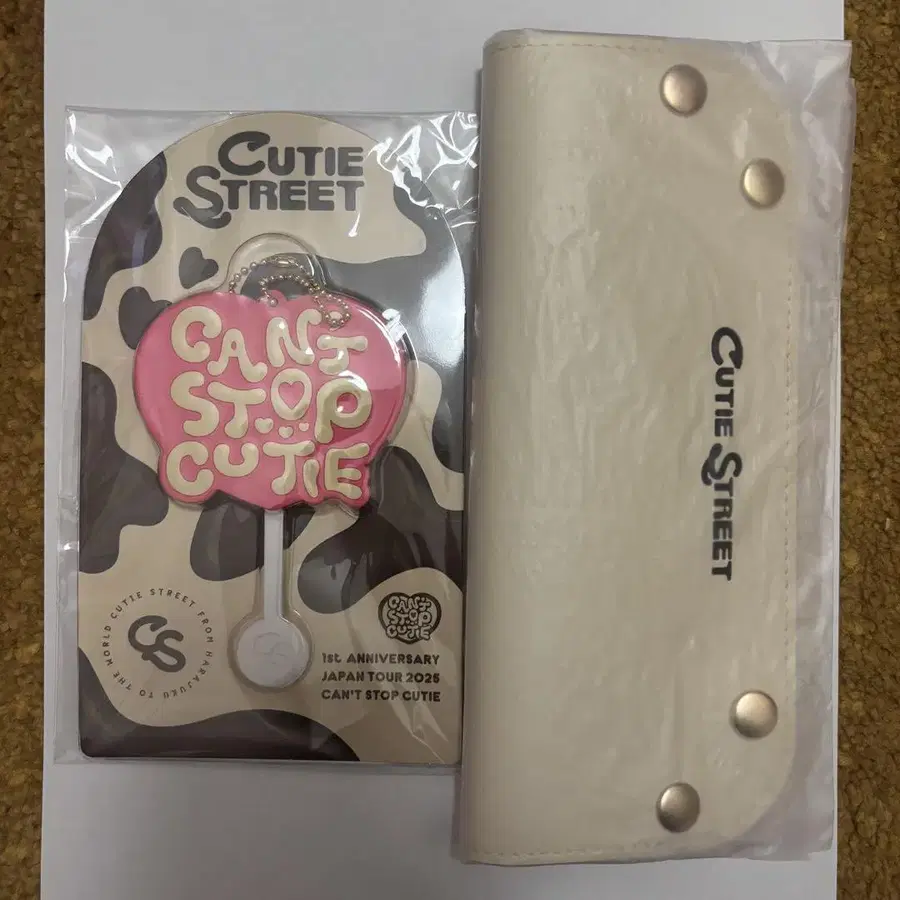 CUTIE
STREET
CAN'T
STOP
CUTIE
CUTIE STREET FROM HARAJUKU TO THE WORLD
CS
CAN'T
STOP
CUTIE
1st ANNIVERSARY
JAPAN TOUR 2025
CAN'T STOP CUTIE
CUTIE STREET